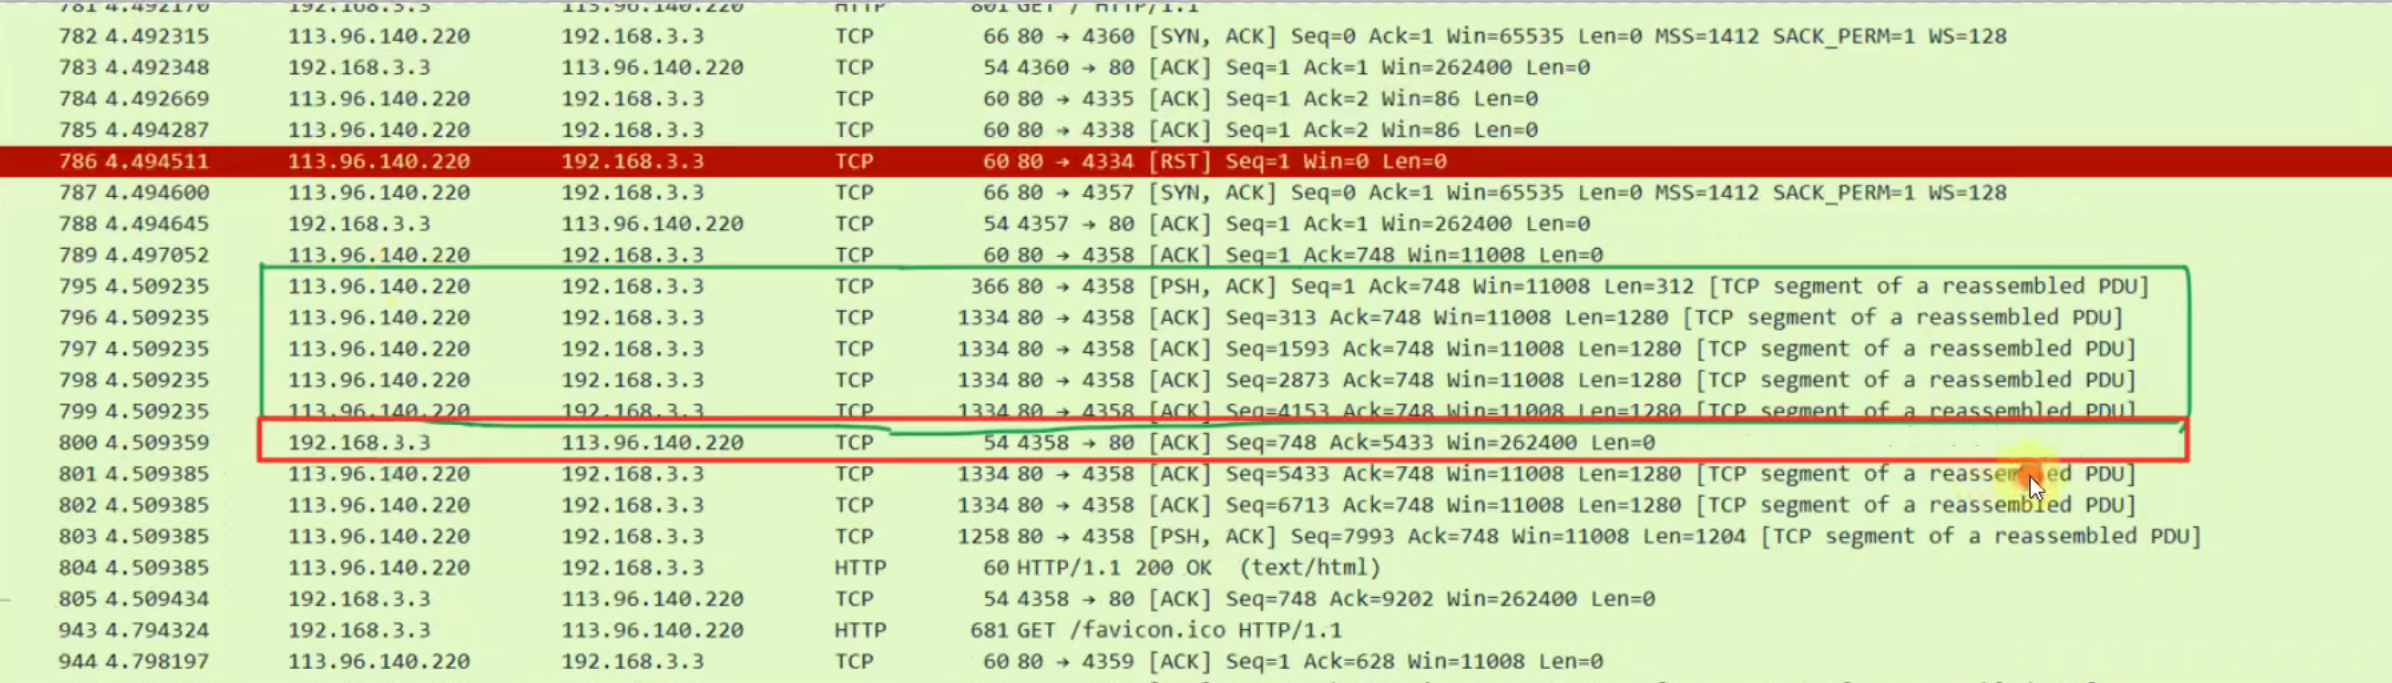 781 4.492170 192.168.3.3 113.96.140.220 HTTP 801 GET / HTTP/1.1
782 4.492315 113.96.140.220 192.168.3.3 TCP 66 80 → 4360 [SYN, ACK] Seq=0 Ack=1 Win=65535 Len=0 MSS=1412 SACK_PERM=1 WS=128
783 4.492348 192.168.3.3 113.96.140.220 TCP 54 4360 → 80 [ACK] Seq=1 Ack=1 Win=262400 Len=0
784 4.492669 113.96.140.220 192.168.3.3 TCP 60 80 → 4335 [ACK] Seq=1 Ack=2 Win=86 Len=0
785 4.494287 113.96.140.220 192.168.3.3 TCP 60 80 → 4338 [ACK] Seq=1 Ack=2 Win=86 Len=0
786 4.494511 113.96.140.220 192.168.3.3 TCP 60 80 → 4334 [RST] Seq=1 Win=0 Len=0
787 4.494600 113.96.140.220 192.168.3.3 TCP 66 80 → 4357 [SYN, ACK] Seq=0 Ack=1 Win=65535 Len=0 MSS=1412 SACK_PERM=1 WS=128
788 4.494645 192.168.3.3 113.96.140.220 TCP 54 4357 → 80 [ACK] Seq=1 Ack=1 Win=262400 Len=0
789 4.497052 113.96.140.220 192.168.3.3 TCP 60 80 → 4358 [ACK] Seq=1 Ack=748 Win=11008 Len=0
795 4.509235 113.96.140.220 192.168.3.3 TCP 366 80 → 4358 [PSH, ACK] Seq=1 Ack=748 Win=11008 Len=312 [TCP segment of a reassembled PDU]
796 4.509235 113.96.140.220 192.168.3.3 TCP 1334 80 → 4358 [ACK] Seq=313 Ack=748 Win=11008 Len=1280 [TCP segment of a reassembled PDU]
797 4.509235 113.96.140.220 192.168.3.3 TCP 1334 80 → 4358 [ACK] Seq=1593 Ack=748 Win=11008 Len=1280 [TCP segment of a reassembled PDU]
798 4.509235 113.96.140.220 192.168.3.3 TCP 1334 80 → 4358 [ACK] Seq=2873 Ack=748 Win=11008 Len=1280 [TCP segment of a reassembled PDU]
799 4.509235 113.96.140.220 192.168.3.3 TCP 1334 80 → 4358 [ACK] Seq=4153 Ack=748 Win=11008 Len=1280 [TCP segment of a reassembled PDU]
800 4.509359 192.168.3.3 113.96.140.220 TCP 54 4358 → 80 [ACK] Seq=748 Ack=5433 Win=262400 Len=0
801 4.509385 113.96.140.220 192.168.3.3 TCP 1334 80 → 4358 [ACK] Seq=5433 Ack=748 Win=11008 Len=1280 [TCP segment of a reassembled PDU]
802 4.509385 113.96.140.220 192.168.3.3 TCP 1334 80 → 4358 [ACK] Seq=6713 Ack=748 Win=11008 Len=1280 [TCP segment of a reassembled PDU]
803 4.509385 113.96.140.220 192.168.3.3 TCP 1258 80 → 4358 [PSH, ACK] Seq=7993 Ack=748 Win=11008 Len=1204 [TCP segment of a reassembled PDU]
804 4.509385 113.96.140.220 192.168.3.3 HTTP 60 HTTP/1.1 200 OK (text/html)
805 4.509434 192.168.3.3 113.96.140.220 TCP 54 4358 → 80 [ACK] Seq=748 Ack=9202 Win=262400 Len=0
943 4.794324 192.168.3.3 113.96.140.220 HTTP 681 GET /favicon.ico HTTP/1.1
944 4.798197 113.96.140.220 192.168.3.3 TCP 60 80 → 4359 [ACK] Seq=1 Ack=628 Win=11008 Len=0